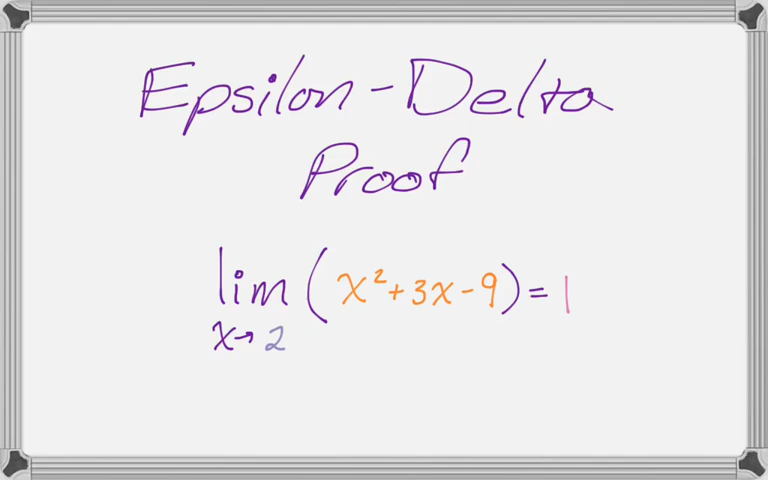 Epsilon-Delta
Proof
lim (x²+3x-9)=1
x→2